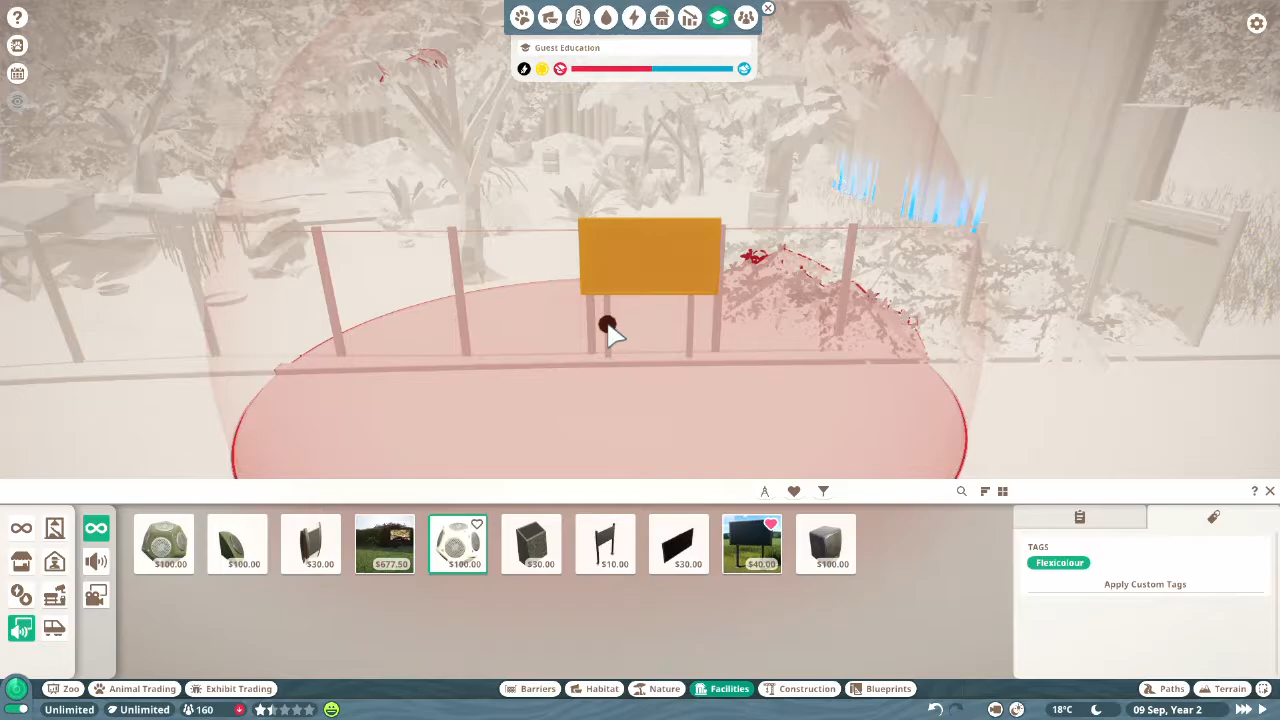 Guest Education
$100.00
$100.00
$30.00
$677.50
$100.00
$30.00
$10.00
$30.00
$40.00
$100.00
TAGS
Flexicolour
Apply Custom Tags
Zoo
Animal Trading
Exhibit Trading
Barriers
Habitat
Nature
Facilities
Construction
Blueprints
Paths
Terrain
Unlimited
Unlimited
160
18°C
09 Sep, Year 2